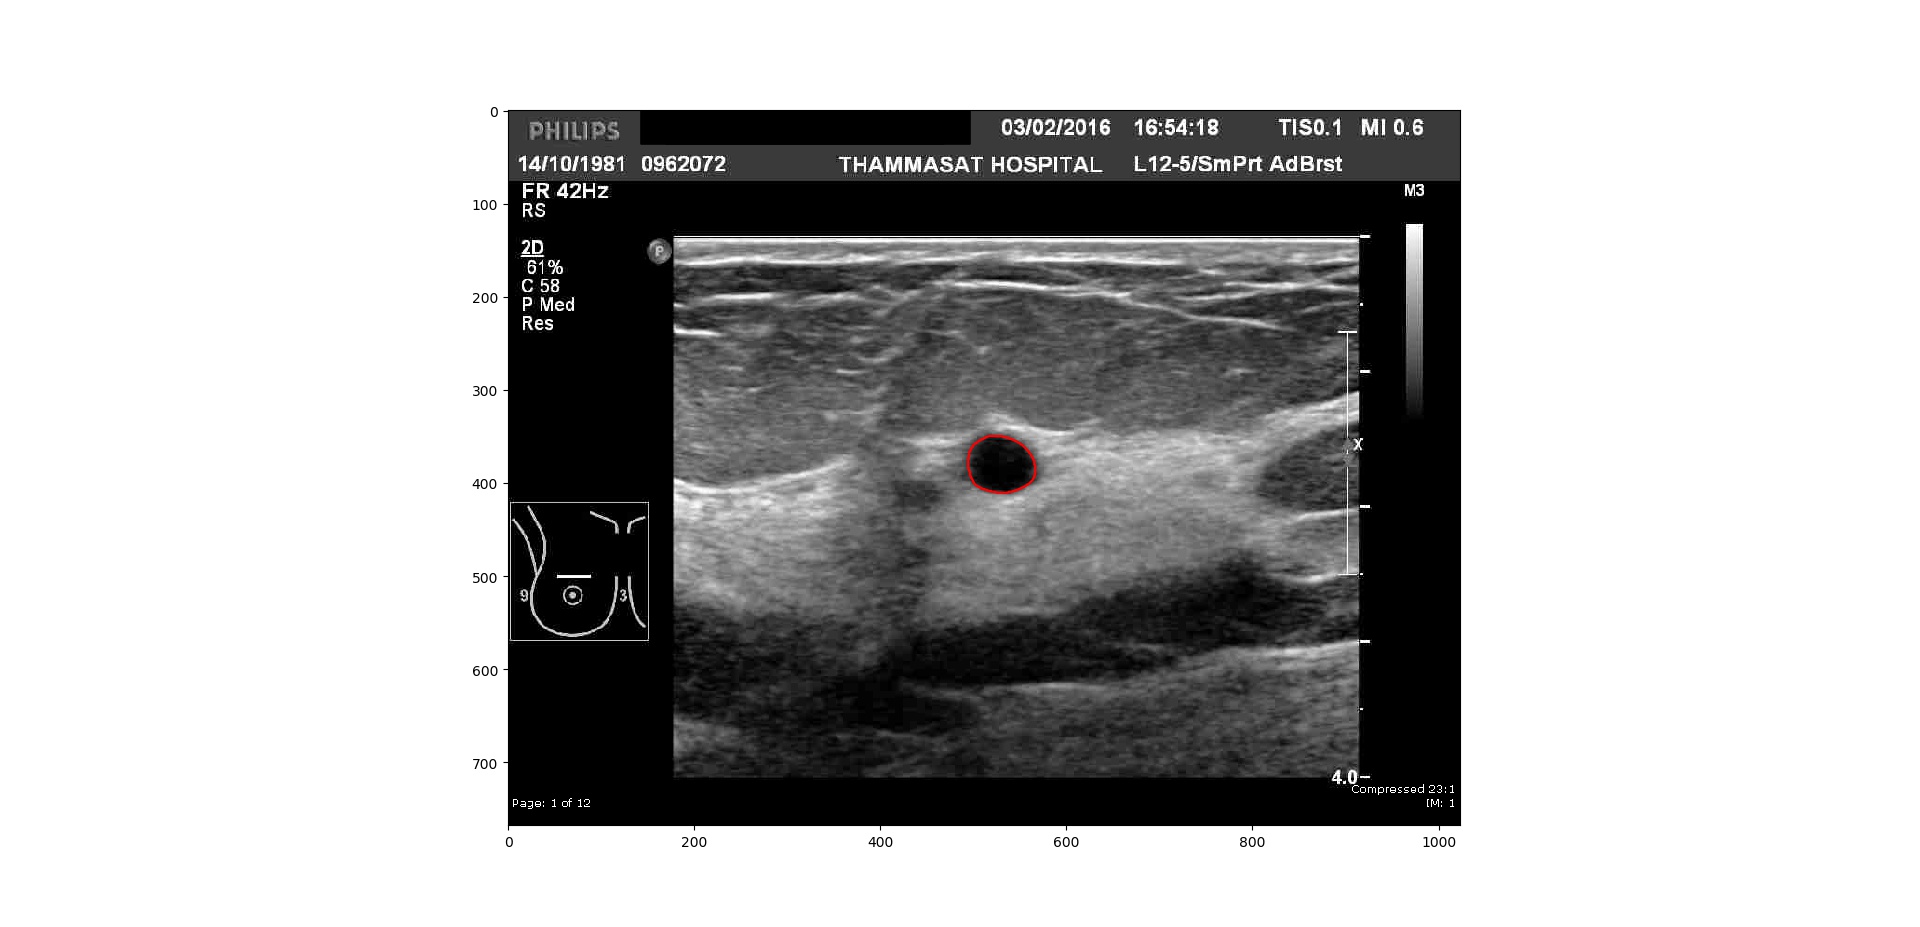 0
PHILIPS
03/02/2016 16:54:18 TIS0.1 MI 0.6
14/10/1981 0962072 THAMMASAT HOSPITAL L12-5/SmPrt AdBrst
FR 42Hz
RS
M3
100
2D
61%
C 58
P Med
Res
P
200
300
X
400
500
9
3
600
700
4.0
Compressed 23:1
Page: 1 of 12
IM: 1
0
200
400
600
800
1000